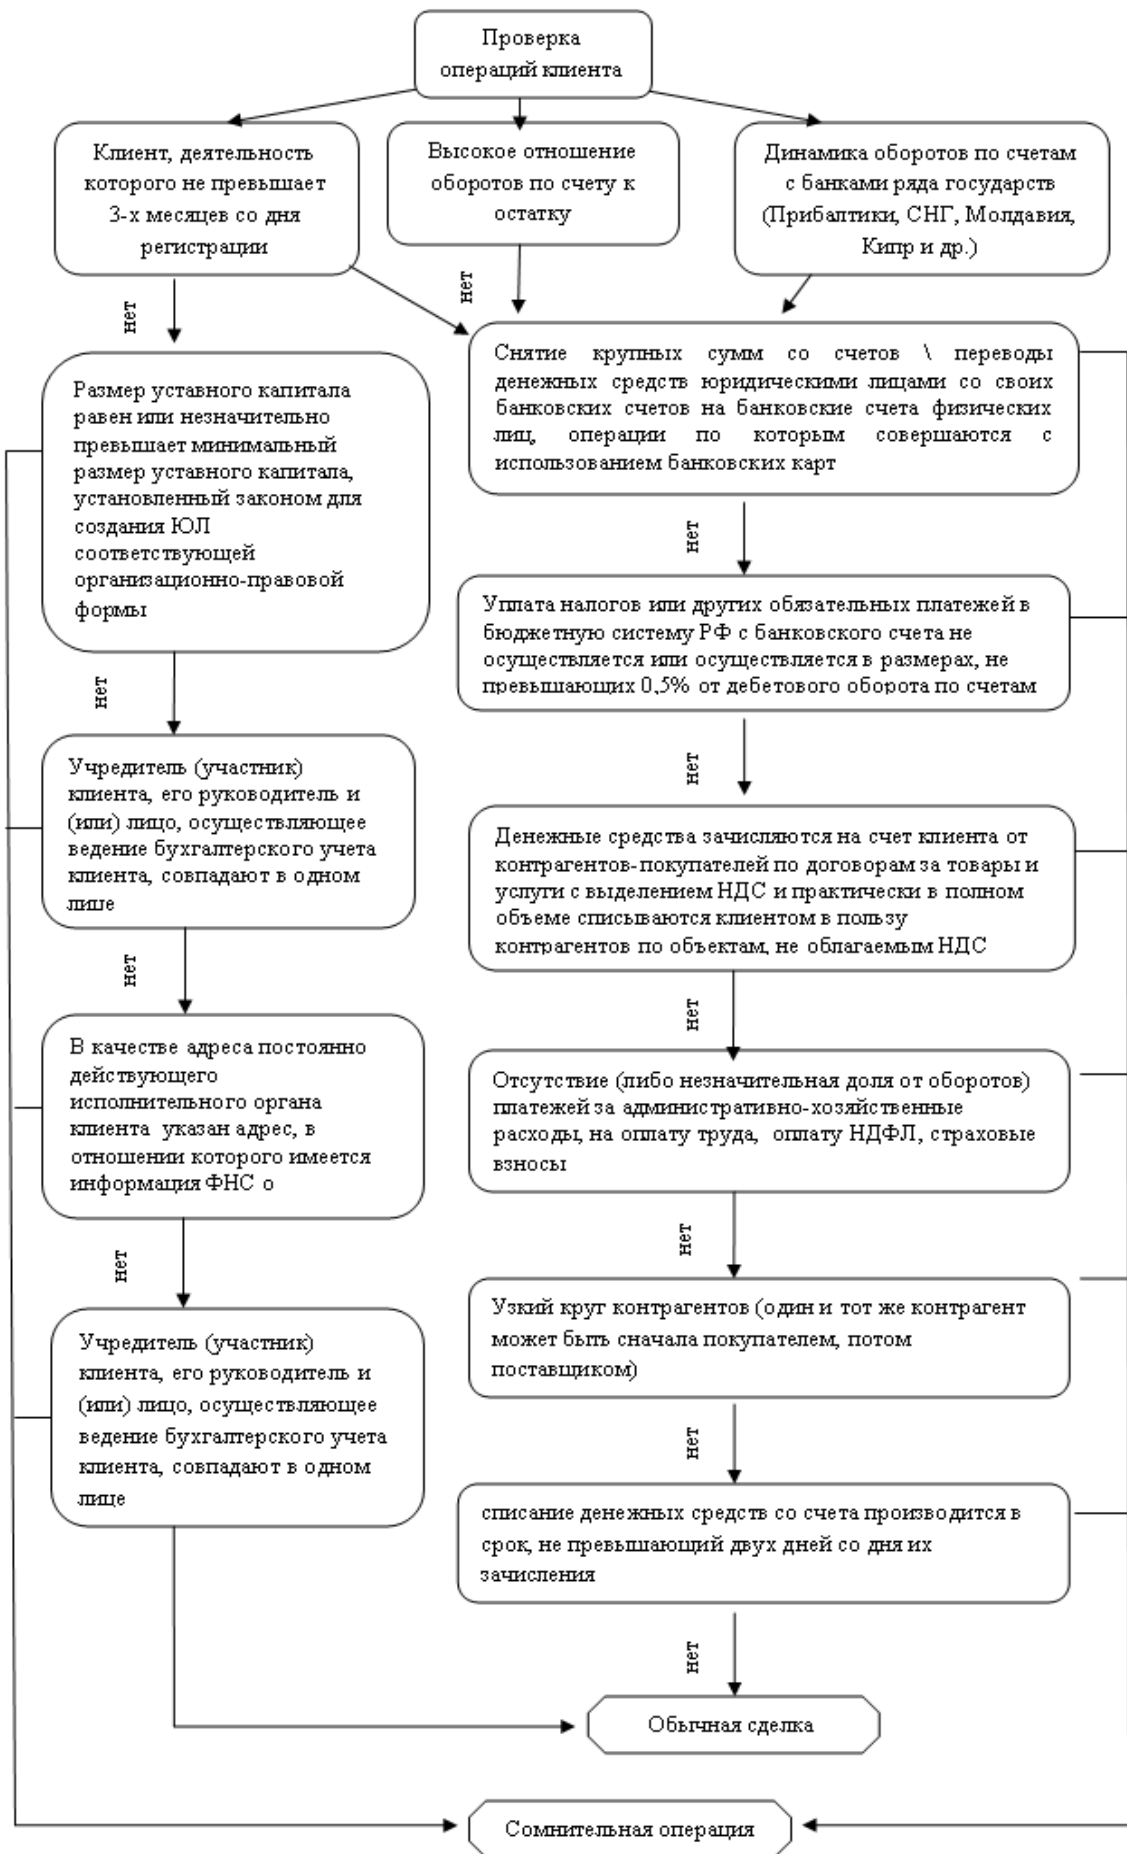 Проверка
операций клиента
Клиент, деятельность
которого не превышает
3-х месяцев со дня
регистрации
Высокое отношение
оборотов по счету к
остатку
Динамика оборотов по счетам
с банками ряда государств
(Прибалтики, СНГ, Молдавия,
Кипр и др.)
нет
нет
Размер уставного капитала
равен или незначительно
превышает минимальный
размер уставного капитала,
установленный законом для
создания ЮЛ
соответствующей
организационно-правовой
формы
нет
Учредитель (участник)
клиента, его руководитель и
(или) лицо, осуществляющее
ведение бухгалтерского учета
клиента, совпадают в одном
лице
нет
В качестве адреса постоянно
действующего
исполнительного органа
клиента указан адрес, в
отношении которого имеется
информация ФНС о
нет
Учредитель (участник)
клиента, его руководитель и
(или) лицо, осуществляющее
ведение бухгалтерского учета
клиента, совпадают в одном
лице
Снятие крупных сумм со счетов \ переводы
денежных средств юридическими лицами со своих
банковских счетов на банковские счета физических
лиц, операции по которым совершаются с
использованием банковских карт
нет
Уплата налогов или других обязательных платежей в
бюджетную систему РФ с банковского счета не
осуществляется или осуществляется в размерах, не
превышающих 0,5% от дебетового оборота по счетам
нет
Денежные средства зачисляются на счет клиента от
контрагентов-покупателей по договорам за товары и
услуги с выделением НДС и практически в полном
объеме списываются клиентом в пользу
контрагентов по объектам, не облагаемым НДС
нет
Отсутствие (либо незначительная доля от оборотов)
платежей за административно-хозяйственные
расходы, на оплату труда, оплату НДФЛ, страховые
взносы
нет
Узкий круг контрагентов (один и тот же контрагент
может быть сначала покупателем, потом
поставщиком)
нет
списание денежных средств со счета производится в
срок, не превышающий двух дней со дня их
зачисления
нет
Обычная сделка
Сомнительная операция